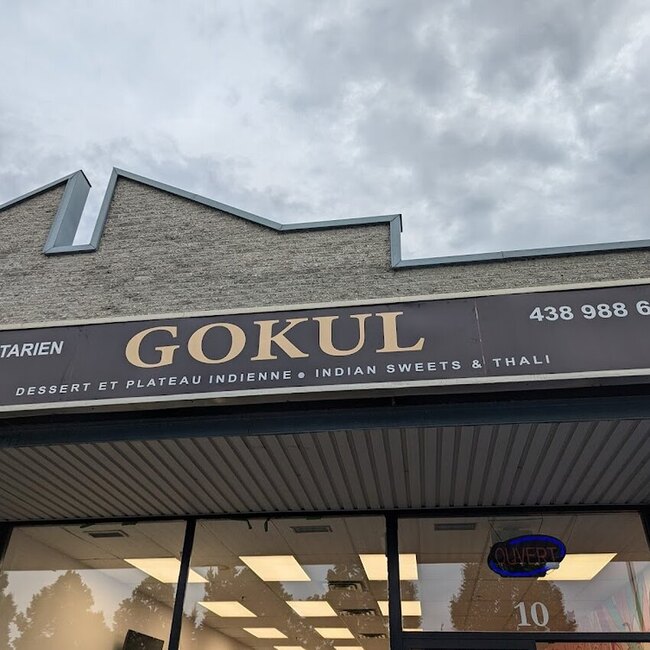 TARIEN
GOKUL
438 988 6
DESSERT ET PLATEAU INDIENNE • INDIAN SWEETS & THALI
OUVERT
10